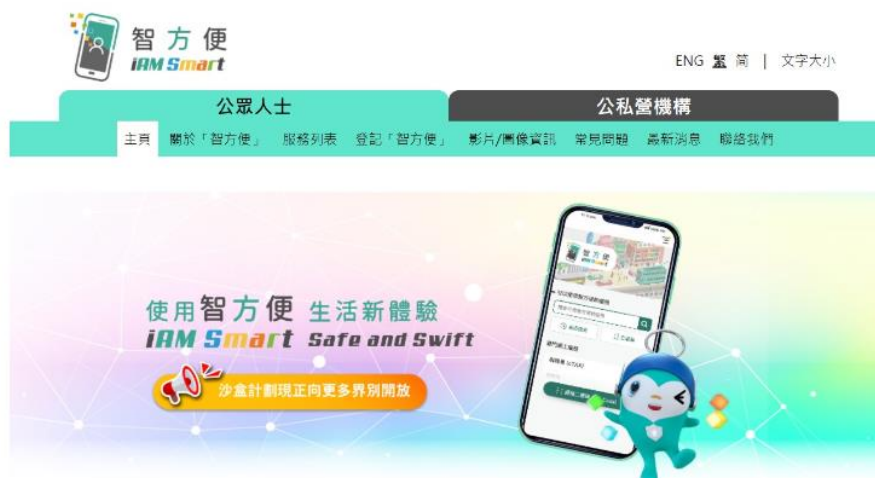 智方便
iAM Smart
ENG 繁 简 | 文字大小
公眾人士
公私營機構
主頁 關於「智方便」 服務列表 登記「智方便」 影片/圖像資訊 常見問題 最新消息 聯絡我們
使用智方便 生活新體驗
iAM Smart Safe and Swift
沙盒計劃現正向更多界別開放
智方便
iAM Smart